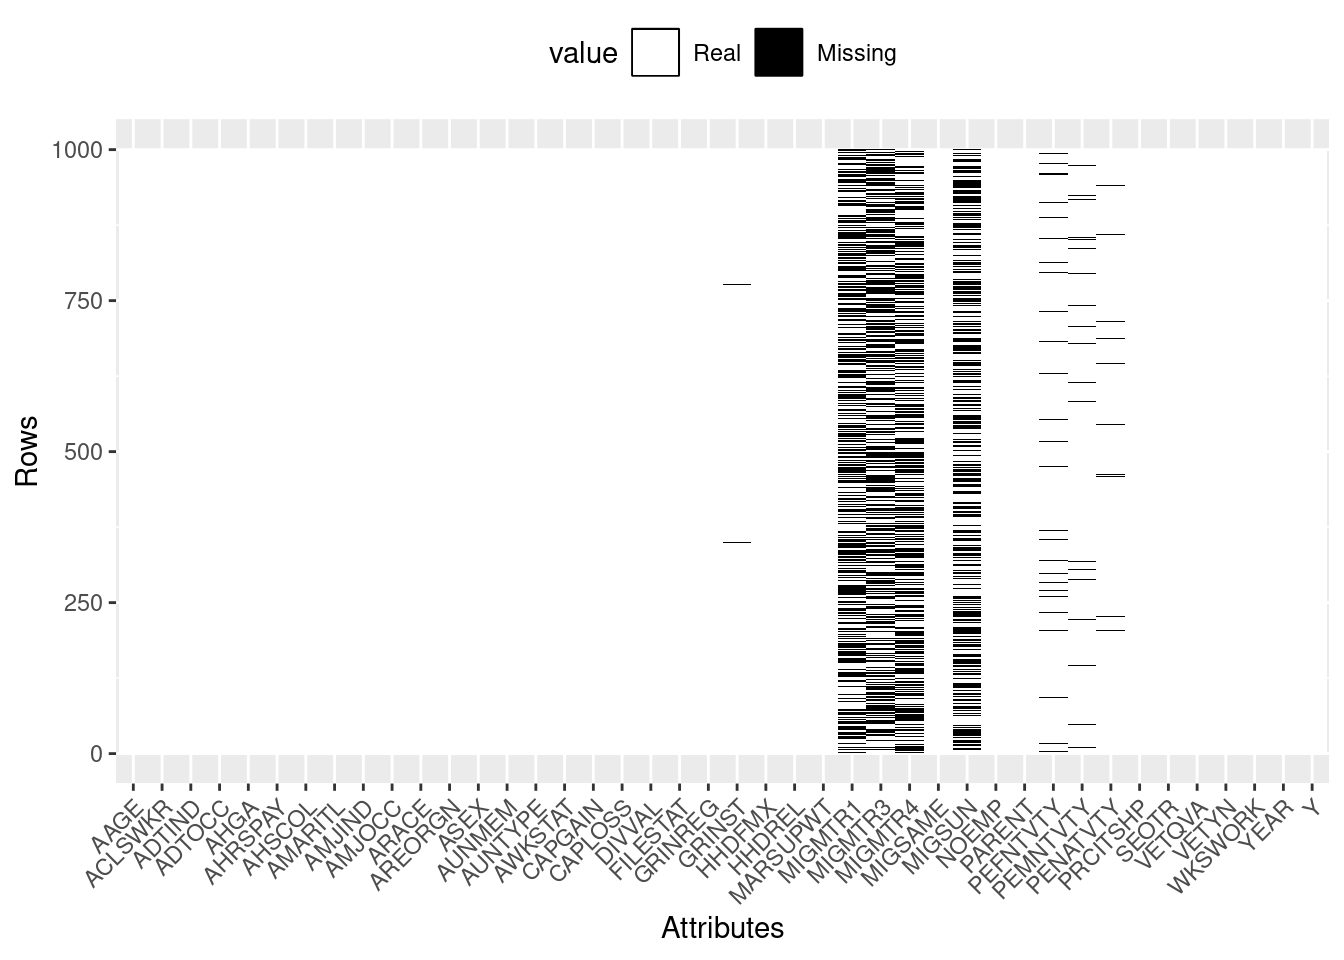 value Real Missing
1000
750
500
250
0
Rows
AAGE
ACLSWKR
ADTIND
ADTOCC
AHGA
AHRSPAY
AHSCOL
AMARITL
AMJIND
AMJOCC
ARACE
AREORGN
ASEX
AUNMEM
AUNTYPE
AWKSTAT
CAPGAIN
CAPLOSS
DIVVAL
FILESTAT
GRINREG
GRINST
HHDFMX
HHDREL
MARSUPWT
MIGMTR1
MIGMTR3
MIGMTR4
MIGSAME
MIGSUN
NOEMP
PARENT
PEFNTVTY
PEMNTVTY
PENATVTY
PRCITSHP
SEOTR
VETQVA
VETYN
WKSWORK
YEAR
Y
Attributes